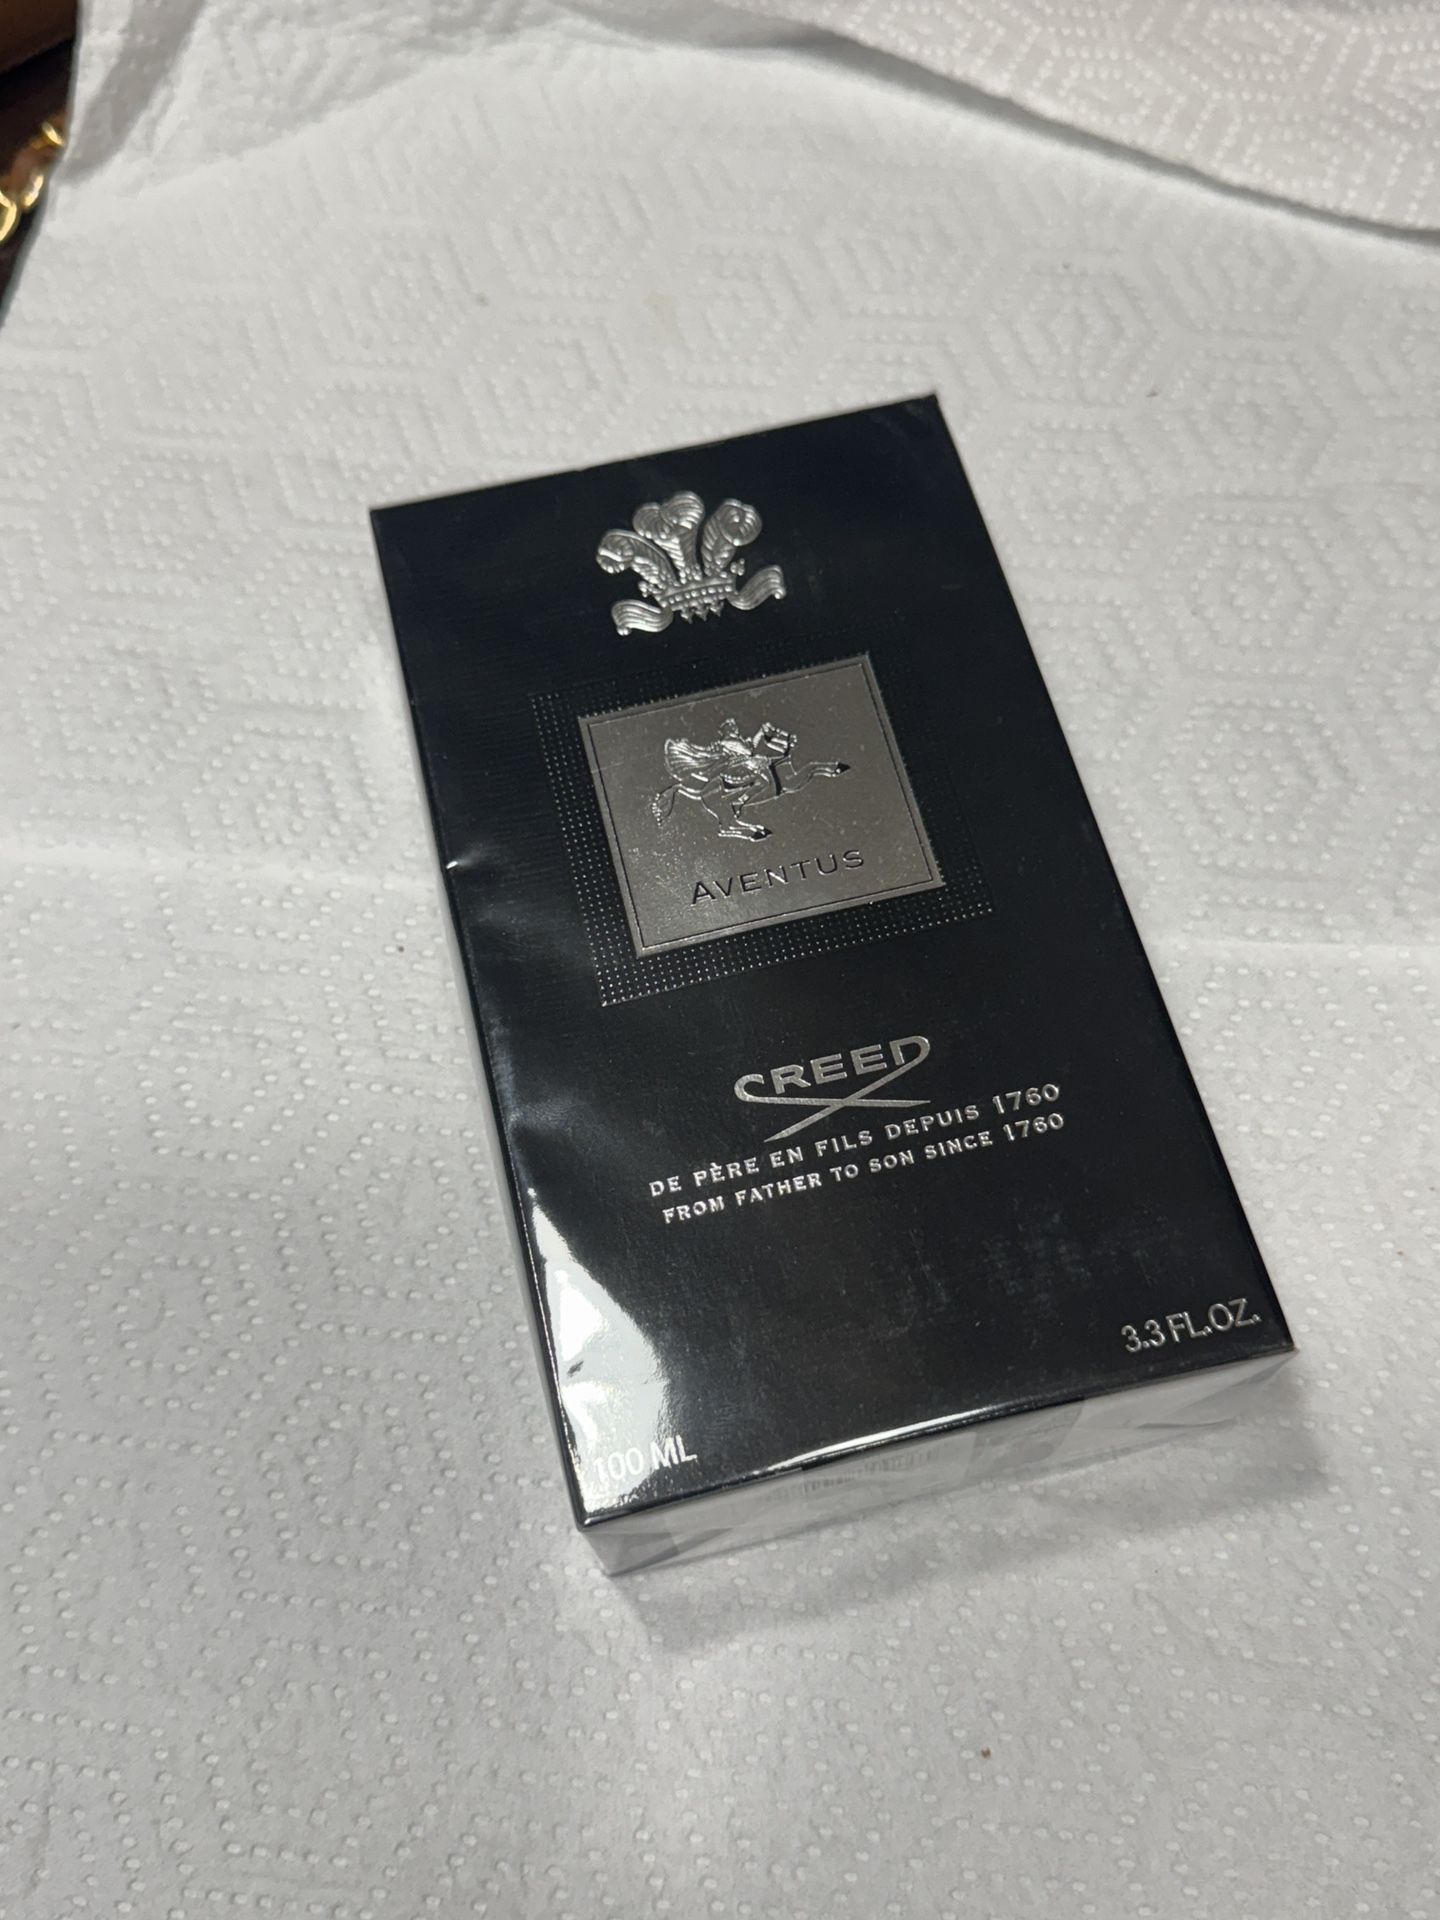 AVENTUS
CREED
DE PÈRE EN FILS DEPUIS 1760
FROM FATHER TO SON SINCE 1760
3.3 FL.OZ.
100 ML